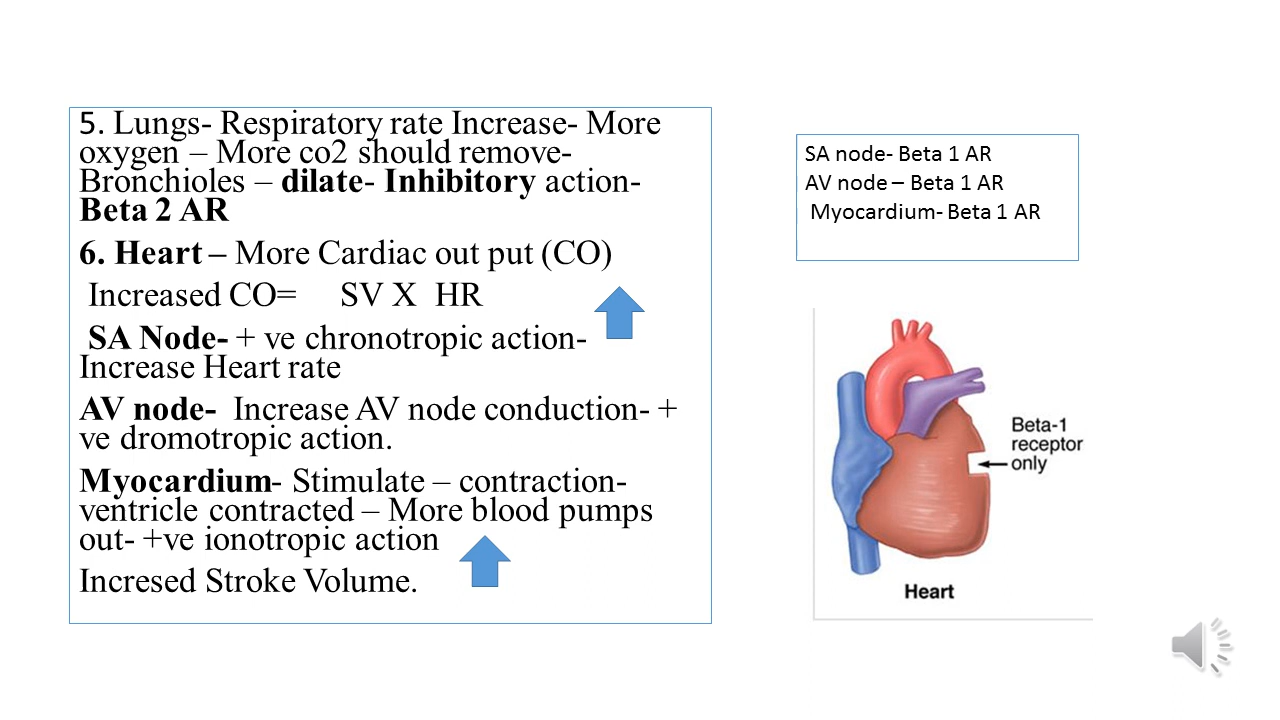 5. Lungs- Respiratory rate Increase- More
oxygen – More co2 should remove-
Bronchioles – dilate- Inhibitory action-
Beta 2 AR
6. Heart – More Cardiac out put (CO)
Increased CO= SV X HR
SA Node- + ve chronotropic action-
Increase Heart rate
AV node- Increase AV node conduction- +
ve dromotropic action.
Myocardium- Stimulate – contraction-
ventricle contracted – More blood pumps
out- +ve ionotropic action
Incresed Stroke Volume.
SA node- Beta 1 AR
AV node – Beta 1 AR
Myocardium- Beta 1 AR
Beta-1
receptor
only
Heart